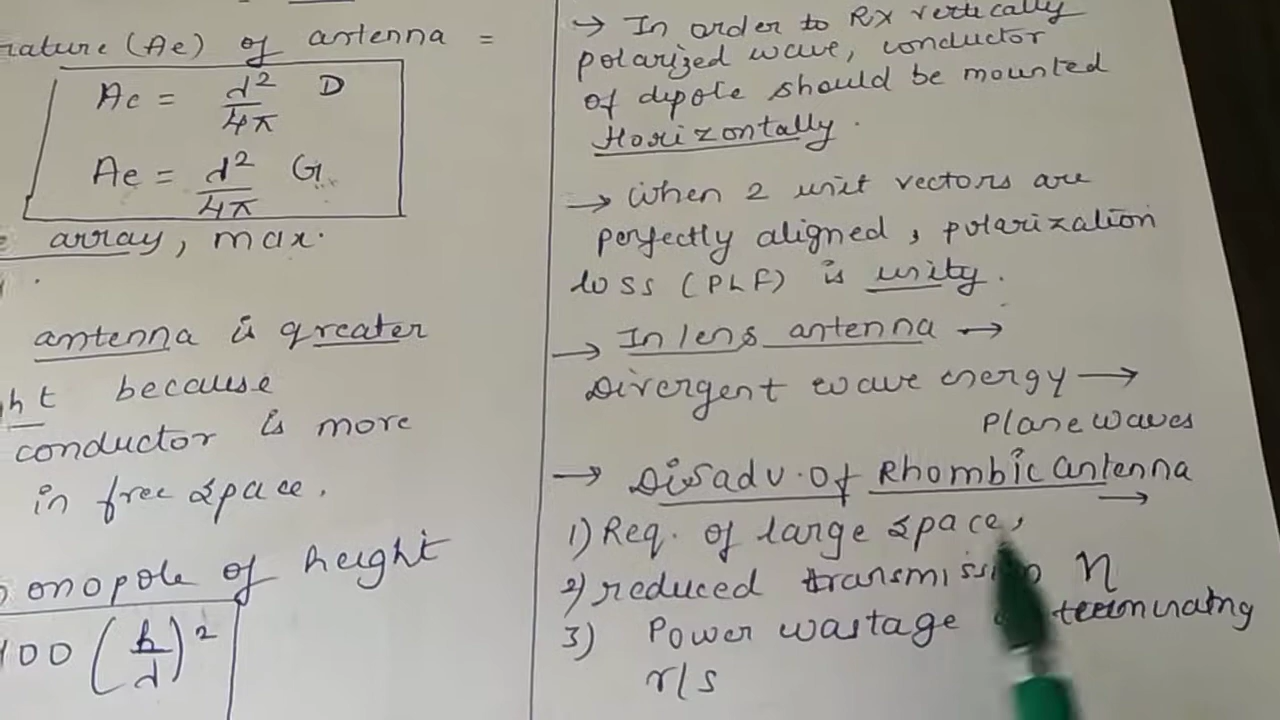 (Ae) of antenna =
Ae = λ²/4π D
Ae = λ²/4π G
array, max.
antenna is greater
ht because
conductor is more
in free space.
onopole of height
(h/λ)²
→ In order to RX vertically
polarized wave, conductor
of dipole should be mounted
Horizontally.
→ When 2 unit vectors are
perfectly aligned, polarization
loss (PLF) is unity.
→ In lens antenna →
Divergent wave energy →
Plane waves
→ Disadv. Of Rhombic antenna →
1) Req. of large space,
2) reduced transmission η
3) Power wastage terminating
r/s